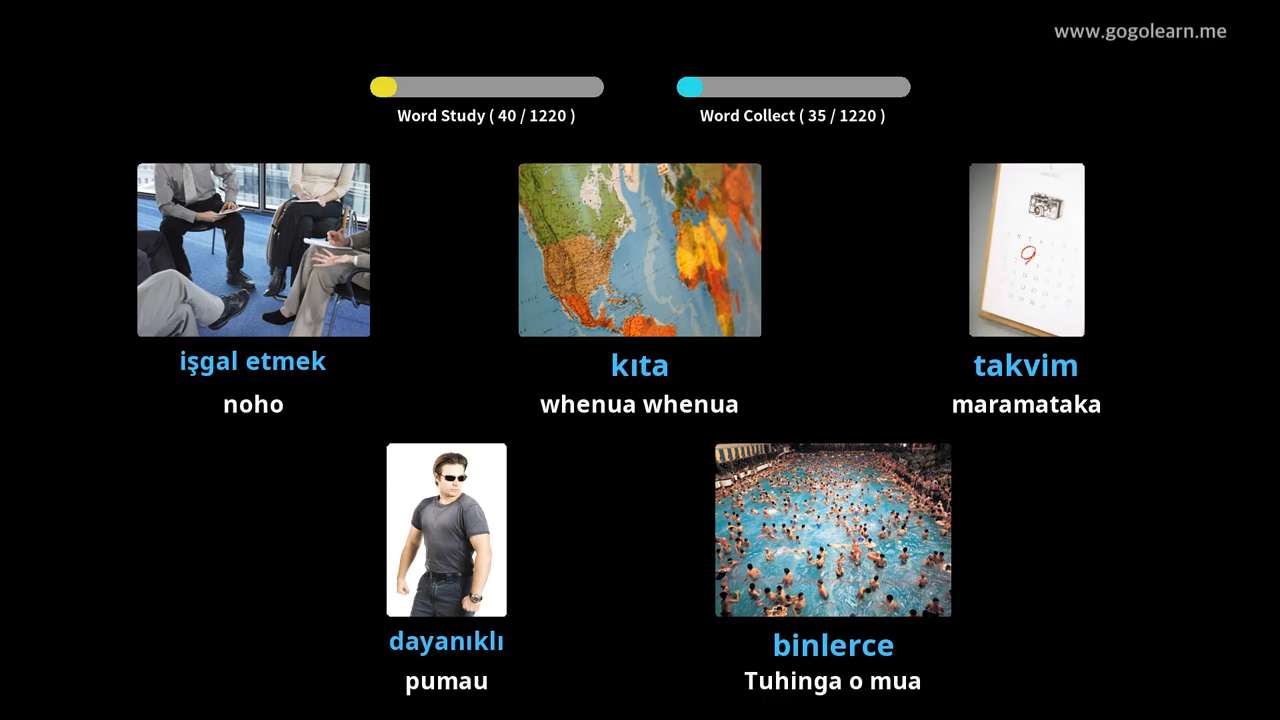 www.gogolearn.me
Word Study ( 40 / 1220 )
Word Collect ( 35 / 1220 )
işgal etmek
noho
kıta
whenua whenua
takvim
maramataka
dayanıklı
pumau
binlerce
Tuhinga o mua